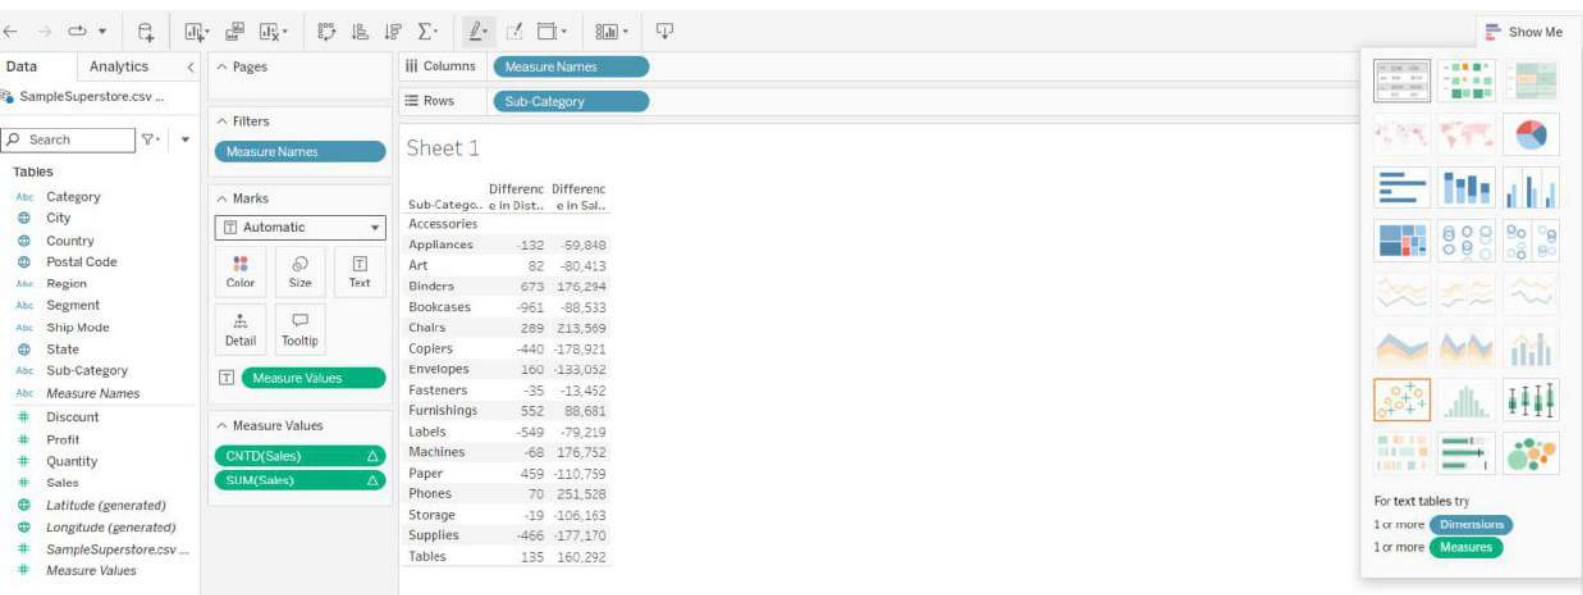 Show Me
Data Analytics
SampleSuperstore.csv ...
Search
Tables
Abc Category
City
Country
Postal Code
Abc Region
Abc Segment
Abc Ship Mode
State
Abc Sub-Category
Abc Measure Names
# Discount
# Profit
# Quantity
# Sales
Latitude (generated)
Longitude (generated)
# SampleSuperstore.csv ...
# Measure Values
Pages
Filters
Measure Names
Marks
T Automatic
Color Size Text
Detail Tooltip
T Measure Values
Measure Values
CNTD(Sales) Δ
SUM(Sales) Δ
iii Columns Measure Names
Rows Sub-Category
Sheet 1
Differenc Differenc
Sub-Catego.. e in Dist.. e in Sal..
Accessories
Appliances -132 -59,848
Art 82 -80,413
Binders 673 176,294
Bookcases -961 -88,533
Chairs 289 213,569
Copiers -440 -178,921
Envelopes 160 -133,052
Fasteners -35 -13,452
Furnishings 552 88,681
Labels -549 -79,219
Machines -68 176,752
Paper 459 -110,759
Phones 70 251,528
Storage -19 -106,163
Supplies -466 -177,170
Tables 135 160,292
For text tables try
1 or more Dimensions
1 or more Measures